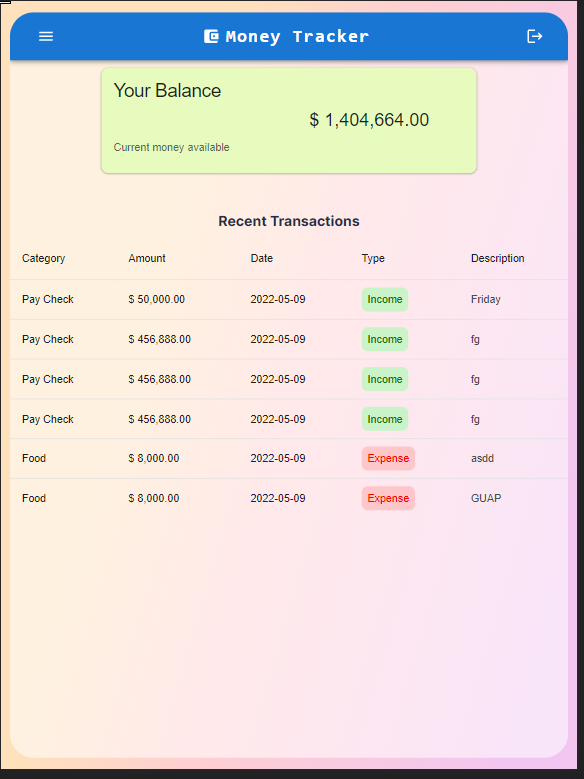 Money Tracker
Your Balance
$ 1,404,664.00
Current money available
Recent Transactions
Category Amount Date Type Description
Pay Check $ 50,000.00 2022-05-09 Income Friday
Pay Check $ 456,888.00 2022-05-09 Income fg
Pay Check $ 456,888.00 2022-05-09 Income fg
Pay Check $ 456,888.00 2022-05-09 Income fg
Food $ 8,000.00 2022-05-09 Expense asdd
Food $ 8,000.00 2022-05-09 Expense GUAP